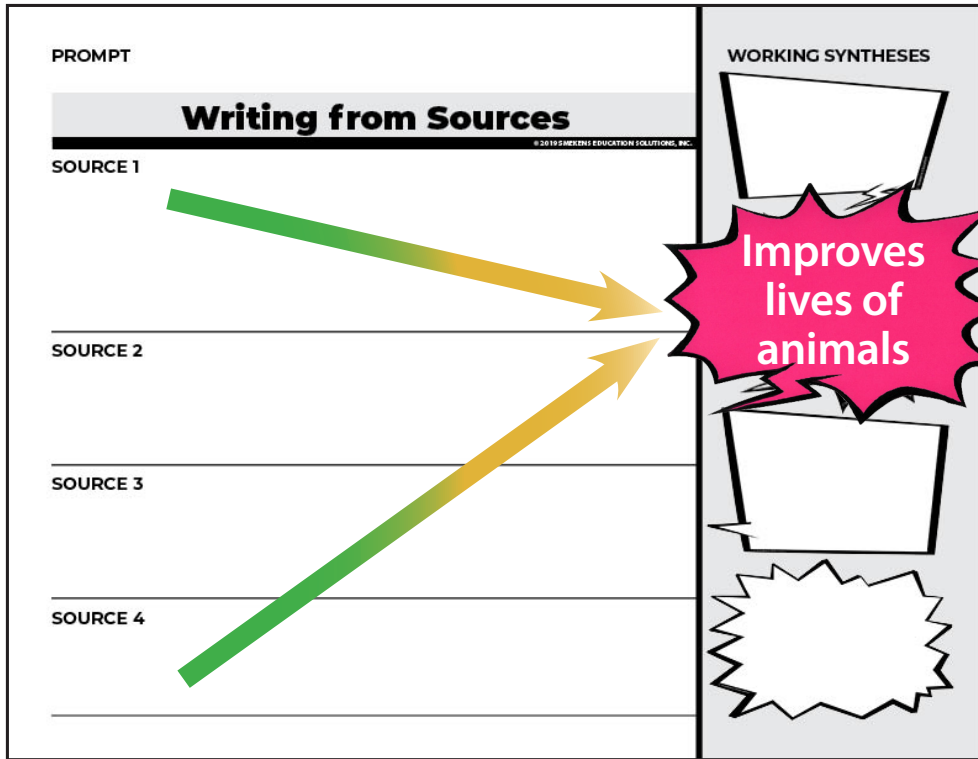 PROMPT
Writing from Sources
© 2019 SMEKENS EDUCATION SOLUTIONS, INC.
SOURCE 1
SOURCE 2
SOURCE 3
SOURCE 4
WORKING SYNTHESES
Improves
lives of
animals